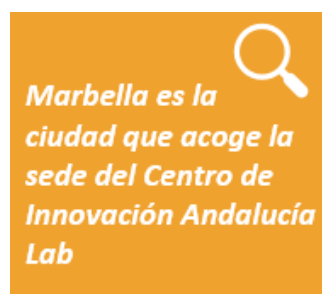 Marbella es la
ciudad que acoge la
sede del Centro de
Innovación Andalucía
Lab